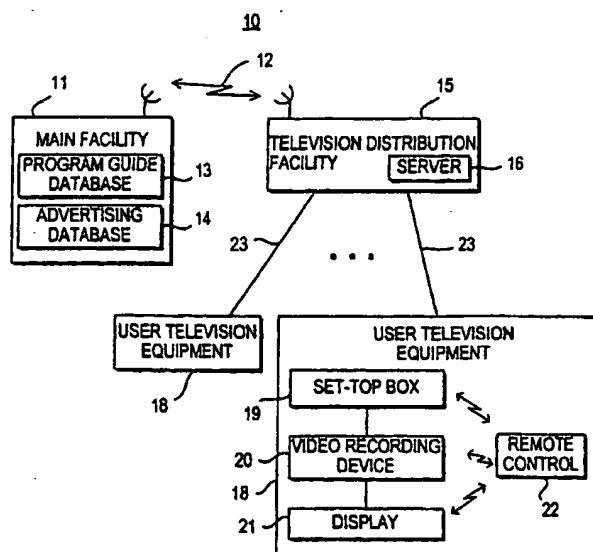 10
12
11
15
MAIN FACILITY
PROGRAM GUIDE
DATABASE
13
ADVERTISING
DATABASE
14
TELEVISION DISTRIBUTION
FACILITY
SERVER
16
23
23
USER TELEVISION
EQUIPMENT
18
USER TELEVISION
EQUIPMENT
SET-TOP BOX
19
VIDEO RECORDING
DEVICE
20
18
REMOTE
CONTROL
22
DISPLAY
21